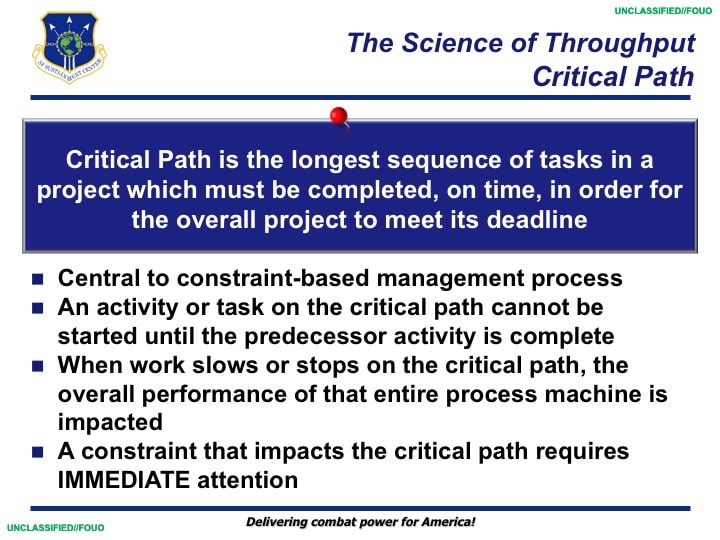 UNCLASSIFIED//FOUO
The Science of Throughput
Critical Path
AF SUSTAINMENT CENTER
Critical Path is the longest sequence of tasks in a
project which must be completed, on time, in order for
the overall project to meet its deadline
Central to constraint-based management process
An activity or task on the critical path cannot be
started until the predecessor activity is complete
When work slows or stops on the critical path, the
overall performance of that entire process machine is
impacted
A constraint that impacts the critical path requires
IMMEDIATE attention
Delivering combat power for America!
UNCLASSIFIED//FOUO